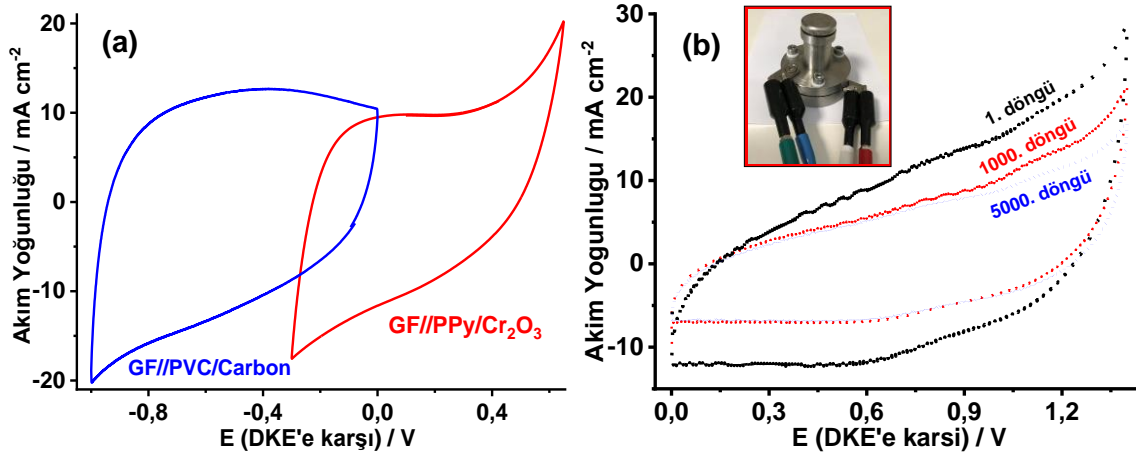 (a)
20
10
0
-10
-20
Akım Yoğunluğu / mA cm-2
GF//PVC/Carbon
GF//PPy/Cr2O3
-0,8
-0,4
0,0
0,4
E (DKE'e karşı) / V
(b)
30
20
10
0
-10
Akim Yogunlugu / mA cm-2
1. döngü
1000. döngü
5000. döngü
0,0
0,3
0,6
0,9
1,2
E (DKE'e karsi) / V